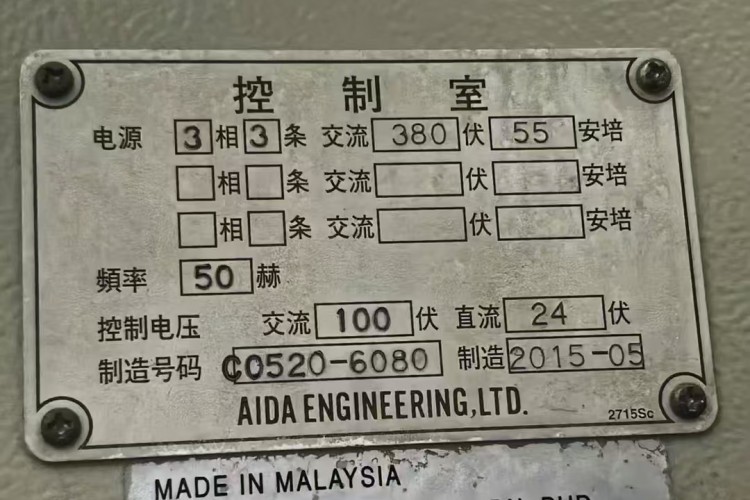 控制室
电源 3 相 3 条 交流 380 伏 55 安培
相 条 交流 伏 安培
相 条 交流 伏 安培
頻率 50 赫
控制电压 交流 100 伏 直流 24 伏
制造号码 C0520-6080 制造 2015-05
AIDA ENGINEERING,LTD.
2715Sc
MADE IN MALAYSIA